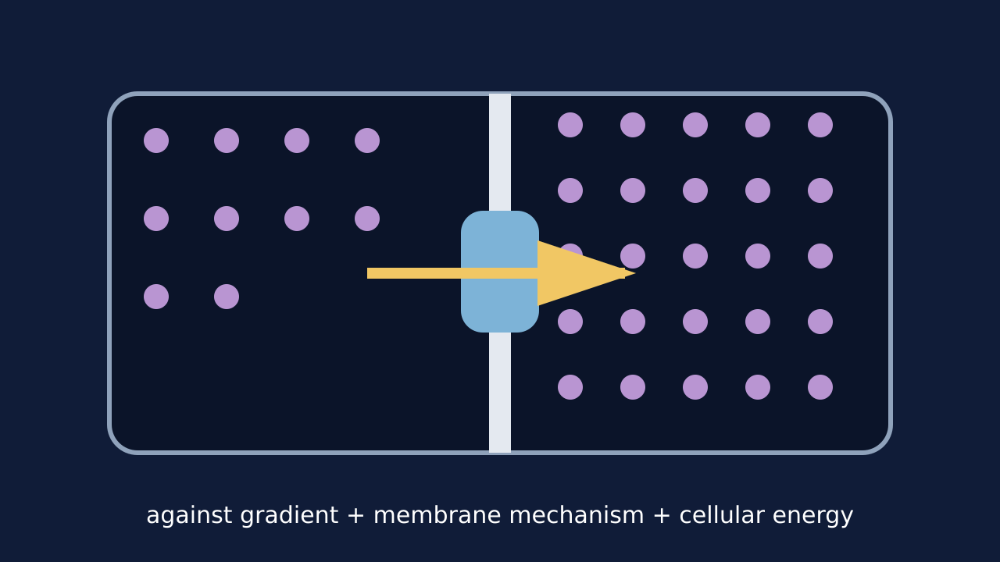 against gradient + membrane mechanism + cellular energy